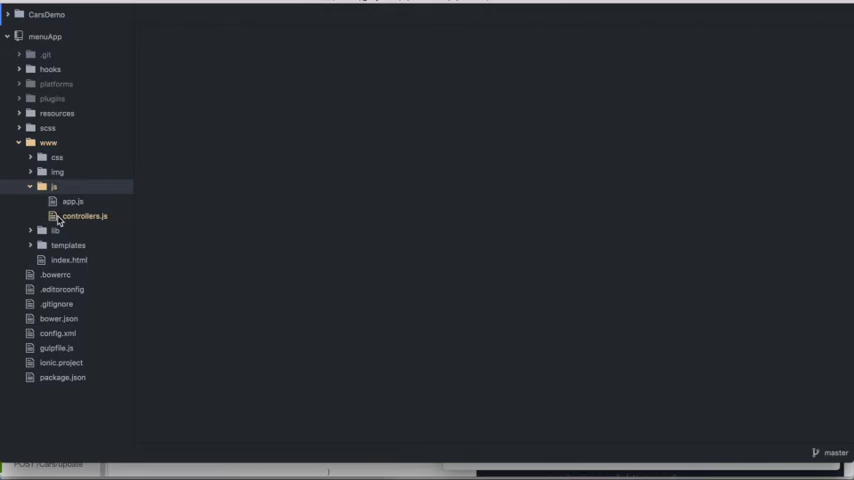 CarsDemo
menuApp
.git
hooks
platforms
plugins
resources
scss
www
css
img
js
app.js
controllers.js
lib
templates
index.html
.bowerrc
.editorconfig
.gitignore
bower.json
config.xml
gulpfile.js
ionic.project
package.json
master
POST /Cars/update